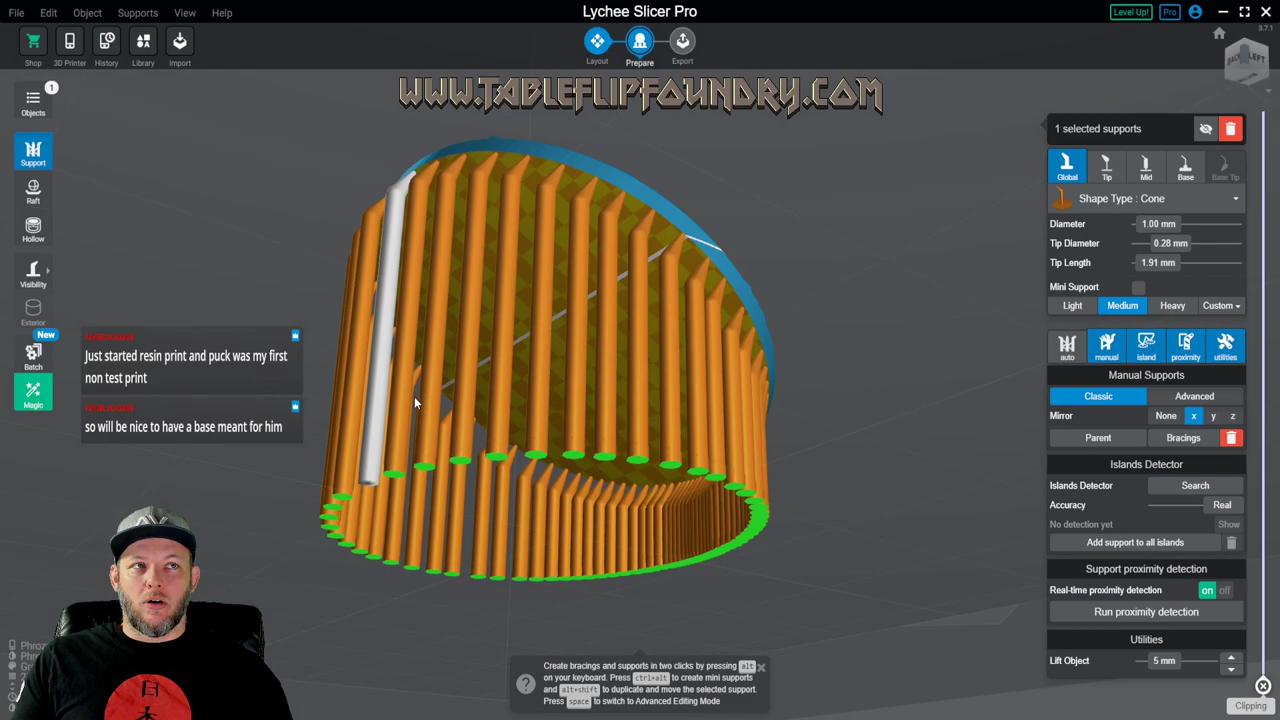 File Edit Object Supports View Help
Lychee Slicer Pro
Level Up! Pro
3.7.1
Shop 3D Printer History Library Import
Layout Prepare Export
www.TableFlipFoundry.com
BACK LEFT
1
Objects
Support
Raft
Hollow
Visibility
Exterior
New
Batch
Magic
Just started resin print and puck was my first
non test print
so will be nice to have a base meant for him
1 selected supports
Global Tip Mid Base Base Tip
Shape Type : Cone
Diameter 1.00 mm
Tip Diameter 0.28 mm
Tip Length 1.91 mm
Mini Support
Light Medium Heavy Custom
auto manual island proximity utilities
Manual Supports
Classic Advanced
Mirror None x y z
Parent Bracings
Islands Detector
Islands Detector Search
Accuracy Real
No detection yet Show
Add support to all islands
Support proximity detection
Real-time proximity detection on off
Run proximity detection
Utilities
Lift Object 5 mm
Clipping
Create bracings and supports in two clicks by pressing alt
on your keyboard. Press ctrl+alt to create mini supports
and alt+shift to duplicate and move the selected support.
Press space to switch to Advanced Editing Mode
Phroz
日
本